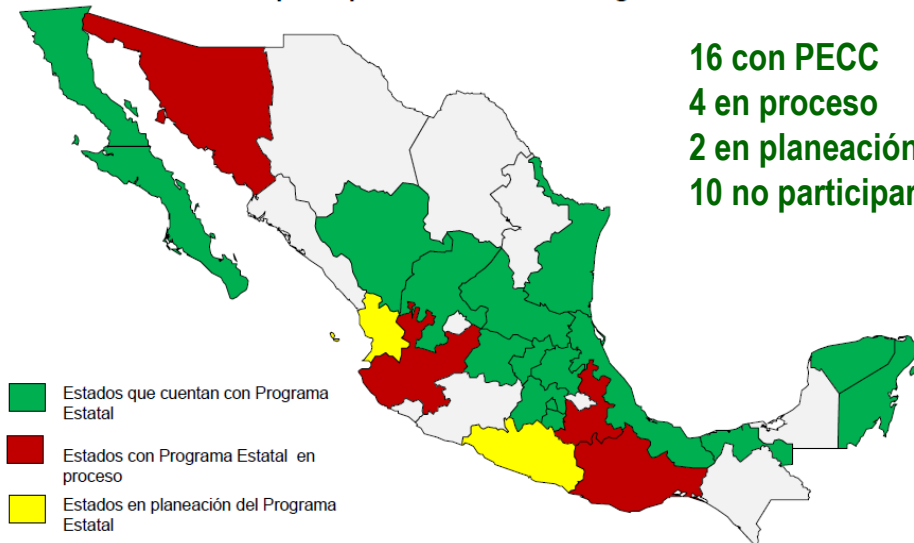 16 con PECC
4 en proceso
2 en planeación
10 no participan
Estados que cuentan con Programa
Estatal
Estados con Programa Estatal en
proceso
Estados en planeación del Programa
Estatal